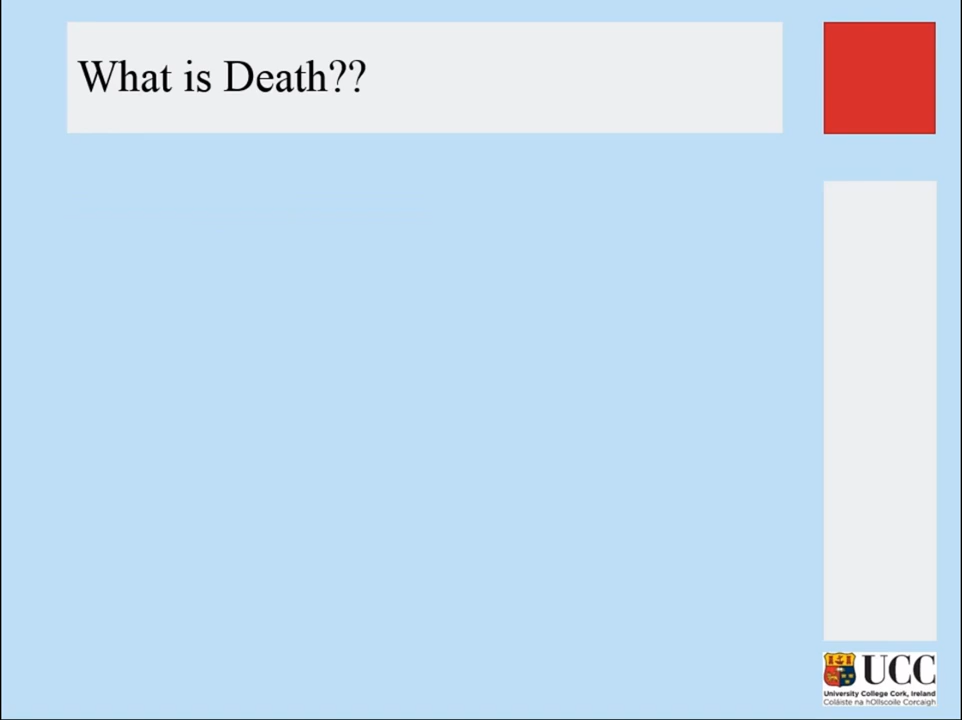 What is Death??
UCC
University College Cork, Ireland
Coláiste na hOllscoile Corcaigh